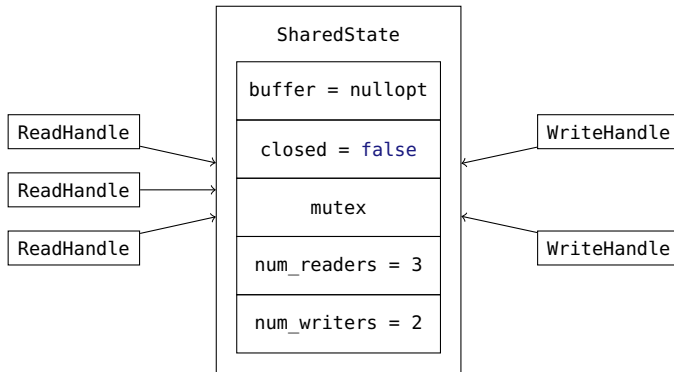 SharedState
buffer = nullopt
closed = false
mutex
num_readers = 3
num_writers = 2
ReadHandle
ReadHandle
ReadHandle
WriteHandle
WriteHandle